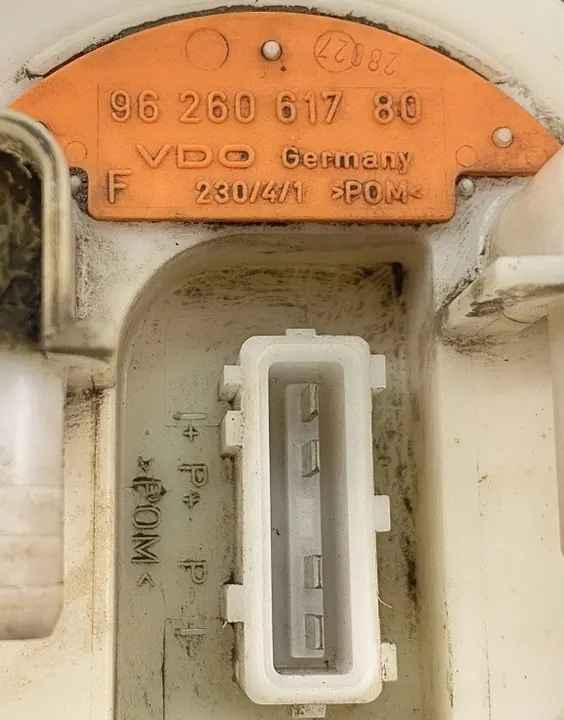 28027
96 260 617 80
VDO Germany
F 230/4/1 >POM<
I+
P+
P-
I-
>POM<